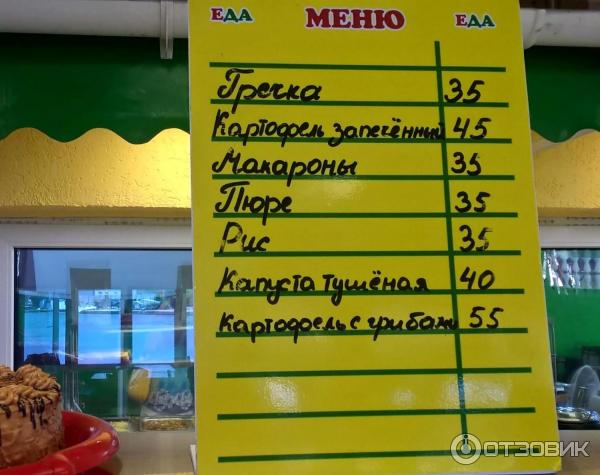 ЕДА МЕНЮ ЕДА
Гречка 35
Картофель запечённый 45
Макароны 35
Пюре 35
Рис 35
Капуста тушёная 40
Картофель с грибами 55
ОТЗОВИК